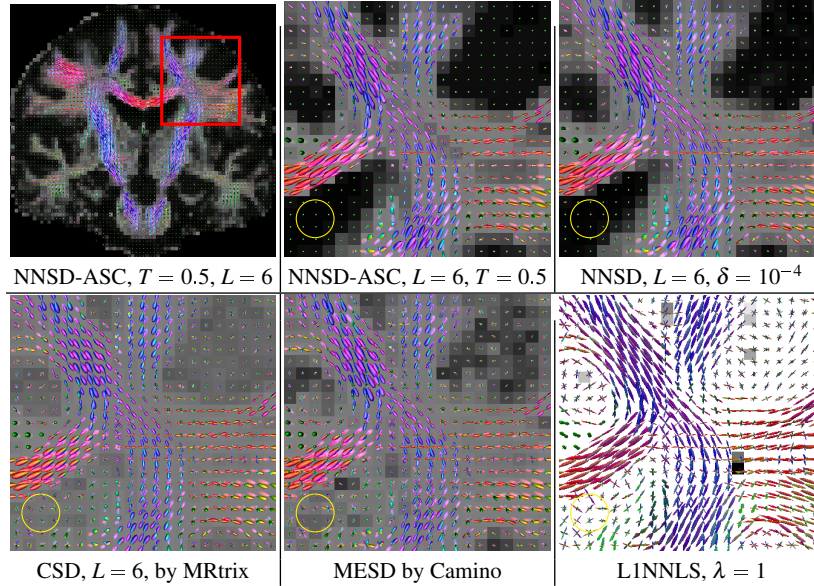 NNSD-ASC, T = 0.5, L = 6
NNSD-ASC, L = 6, T = 0.5
NNSD, L = 6, δ = 10⁻⁴
CSD, L = 6, by MRtrix
MESD by Camino
L1NNLS, λ = 1